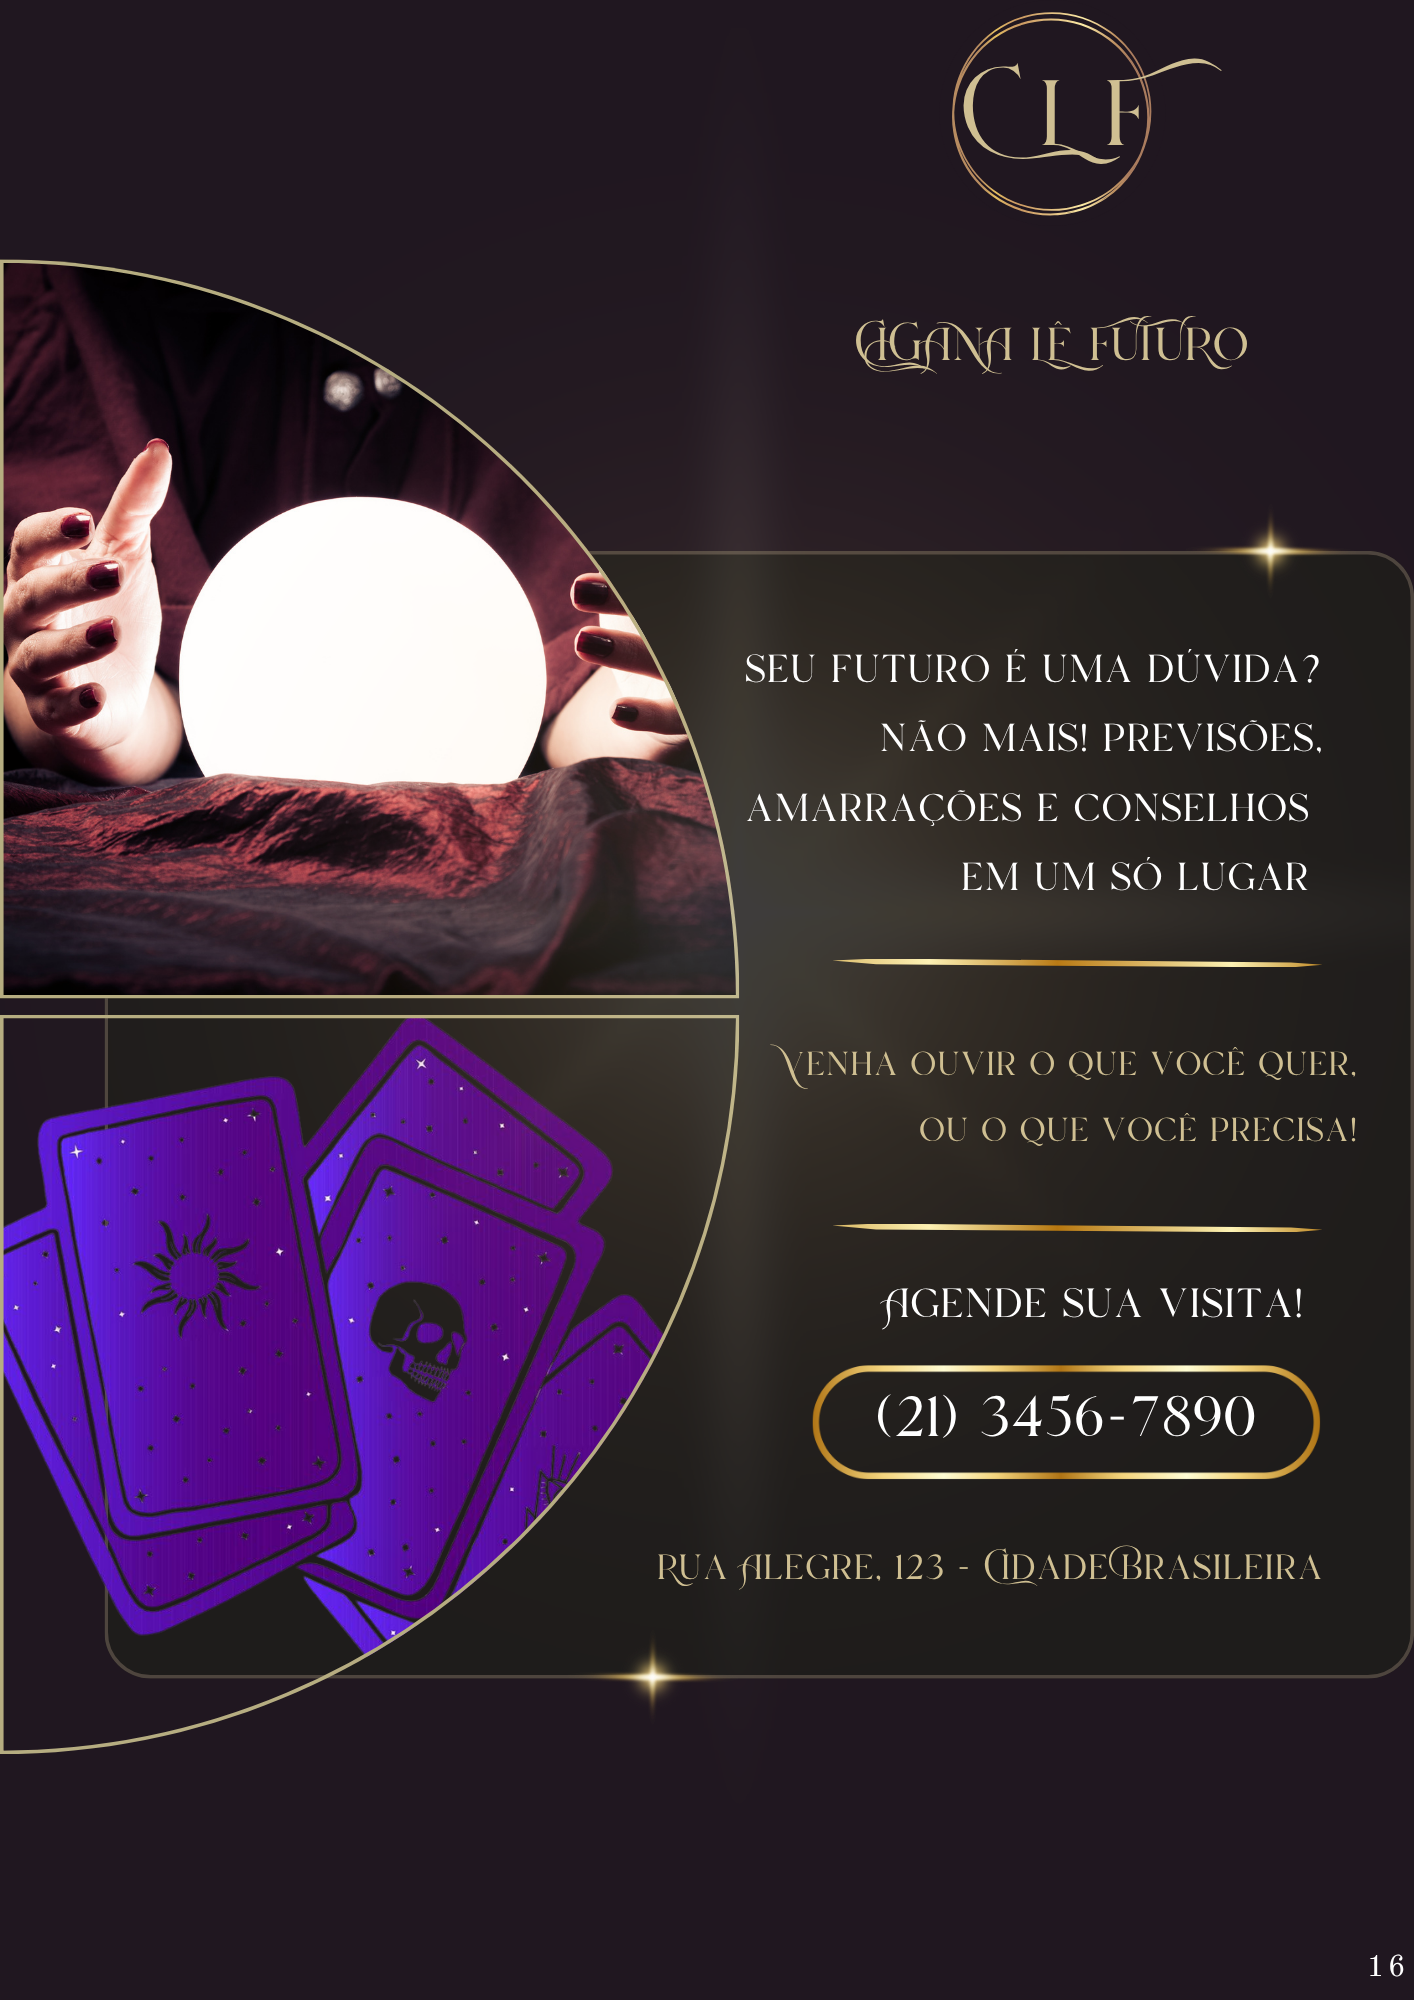 CLF
CIGANA LÊ FUTURO
SEU FUTURO É UMA DÚVIDA?
NÃO MAIS! PREVISÕES,
AMARRAÇÕES E CONSELHOS
EM UM SÓ LUGAR
VENHA OUVIR O QUE VOCÊ QUER,
OU O QUE VOCÊ PRECISA!
AGENDE SUA VISITA!
(21) 3456-7890
RUA ALEGRE, 123 - CIDADE BRASILEIRA
16